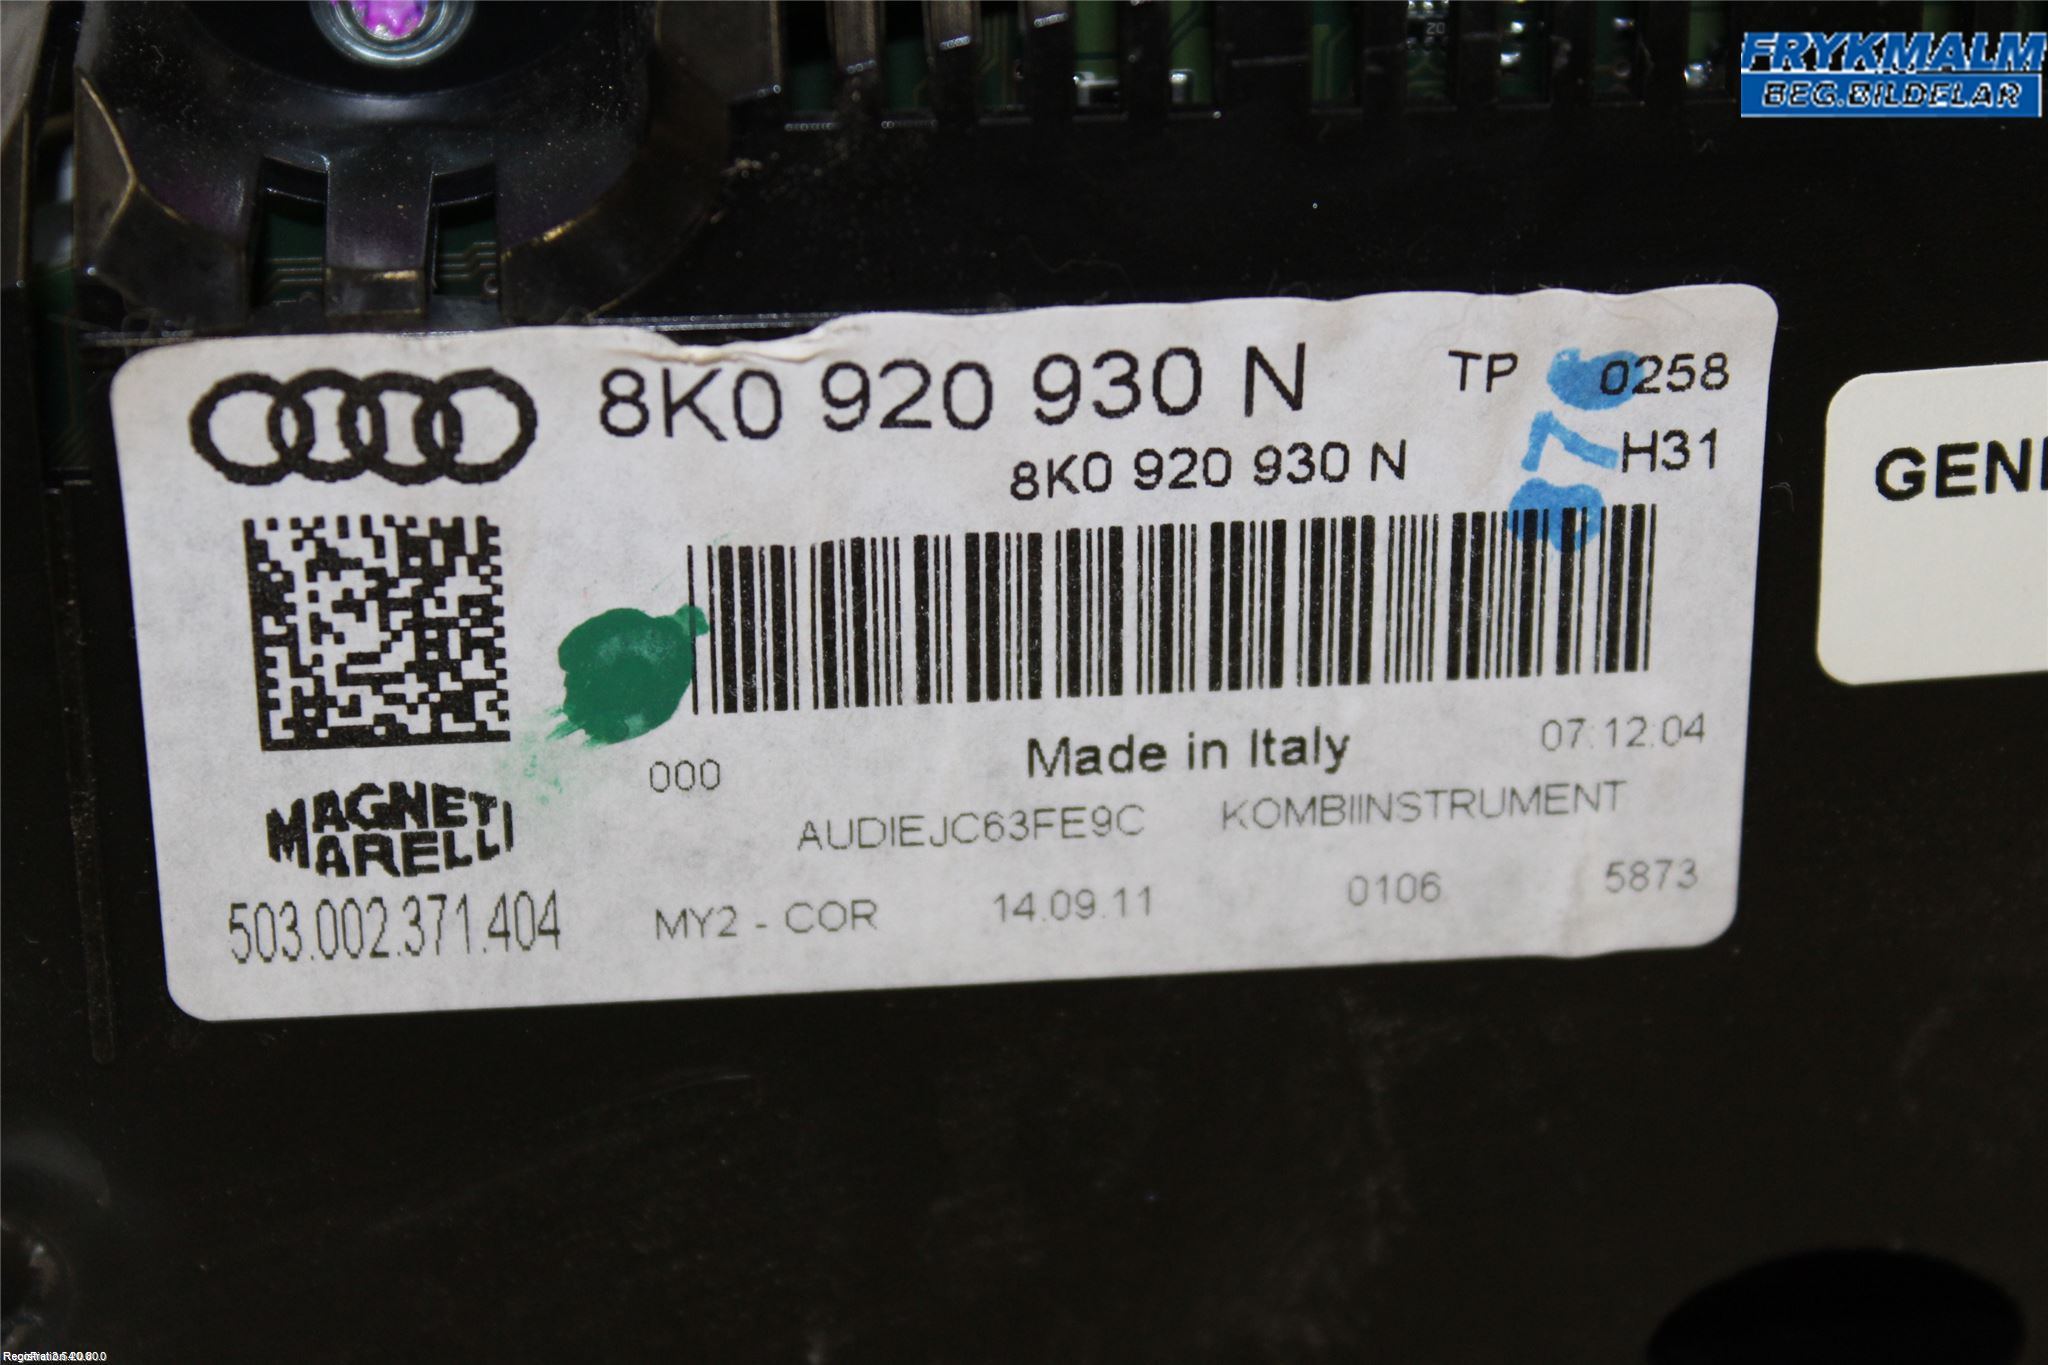 FRYKMALM
BEG.BILDELAR
8K0 920 930 N
TP 0258
8K0 920 930 N
H31
GEN
000
Made in Italy
07.12.04
MAGNETI
MARELLI
AUDIEJC63FE9C KOMBIINSTRUMENT
503.002.371.404
MY2 - COR 14.09.11 0106 5873